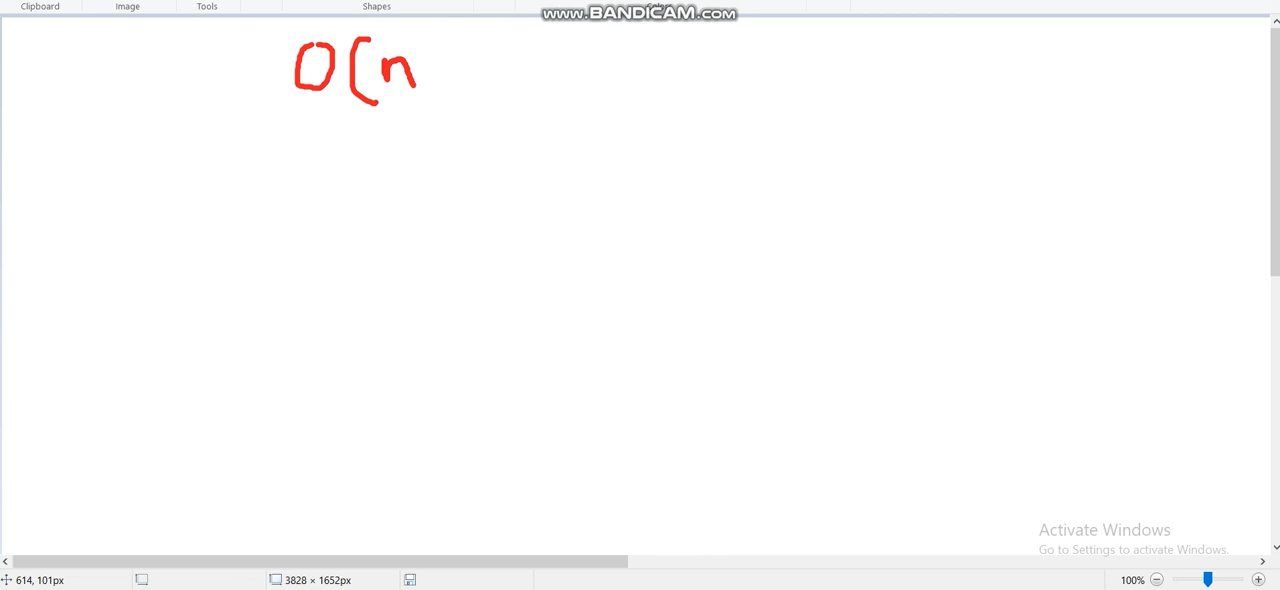 Clipboard Image Tools Shapes Colors
www.BANDICAM.com
O(n
Activate Windows
Go to Settings to activate Windows.
614, 101px 3828 × 1652px 100%